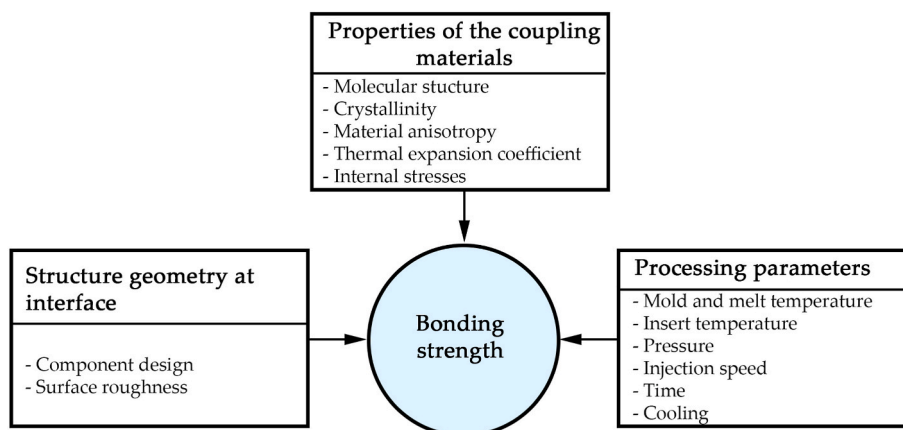 Properties of the coupling
materials
- Molecular stucture
- Crystallinity
- Material anisotropy
- Thermal expansion coefficient
- Internal stresses
Structure geometry at
interface
- Component design
- Surface roughness
Bonding
strength
Processing parameters
- Mold and melt temperature
- Insert temperature
- Pressure
- Injection speed
- Time
- Cooling